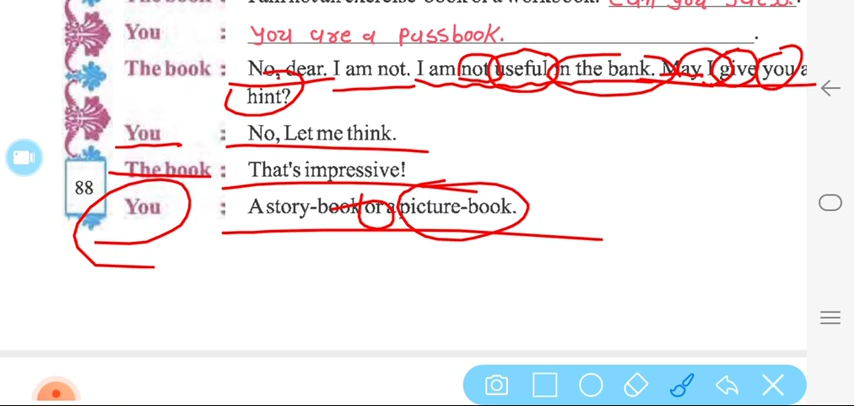 You : You are a passbook.
The book : No, dear. I am not. I am not useful in the bank. May I give you a
hint?
You : No, Let me think.
The book : That's impressive!
88
You : A story-book or a picture-book.